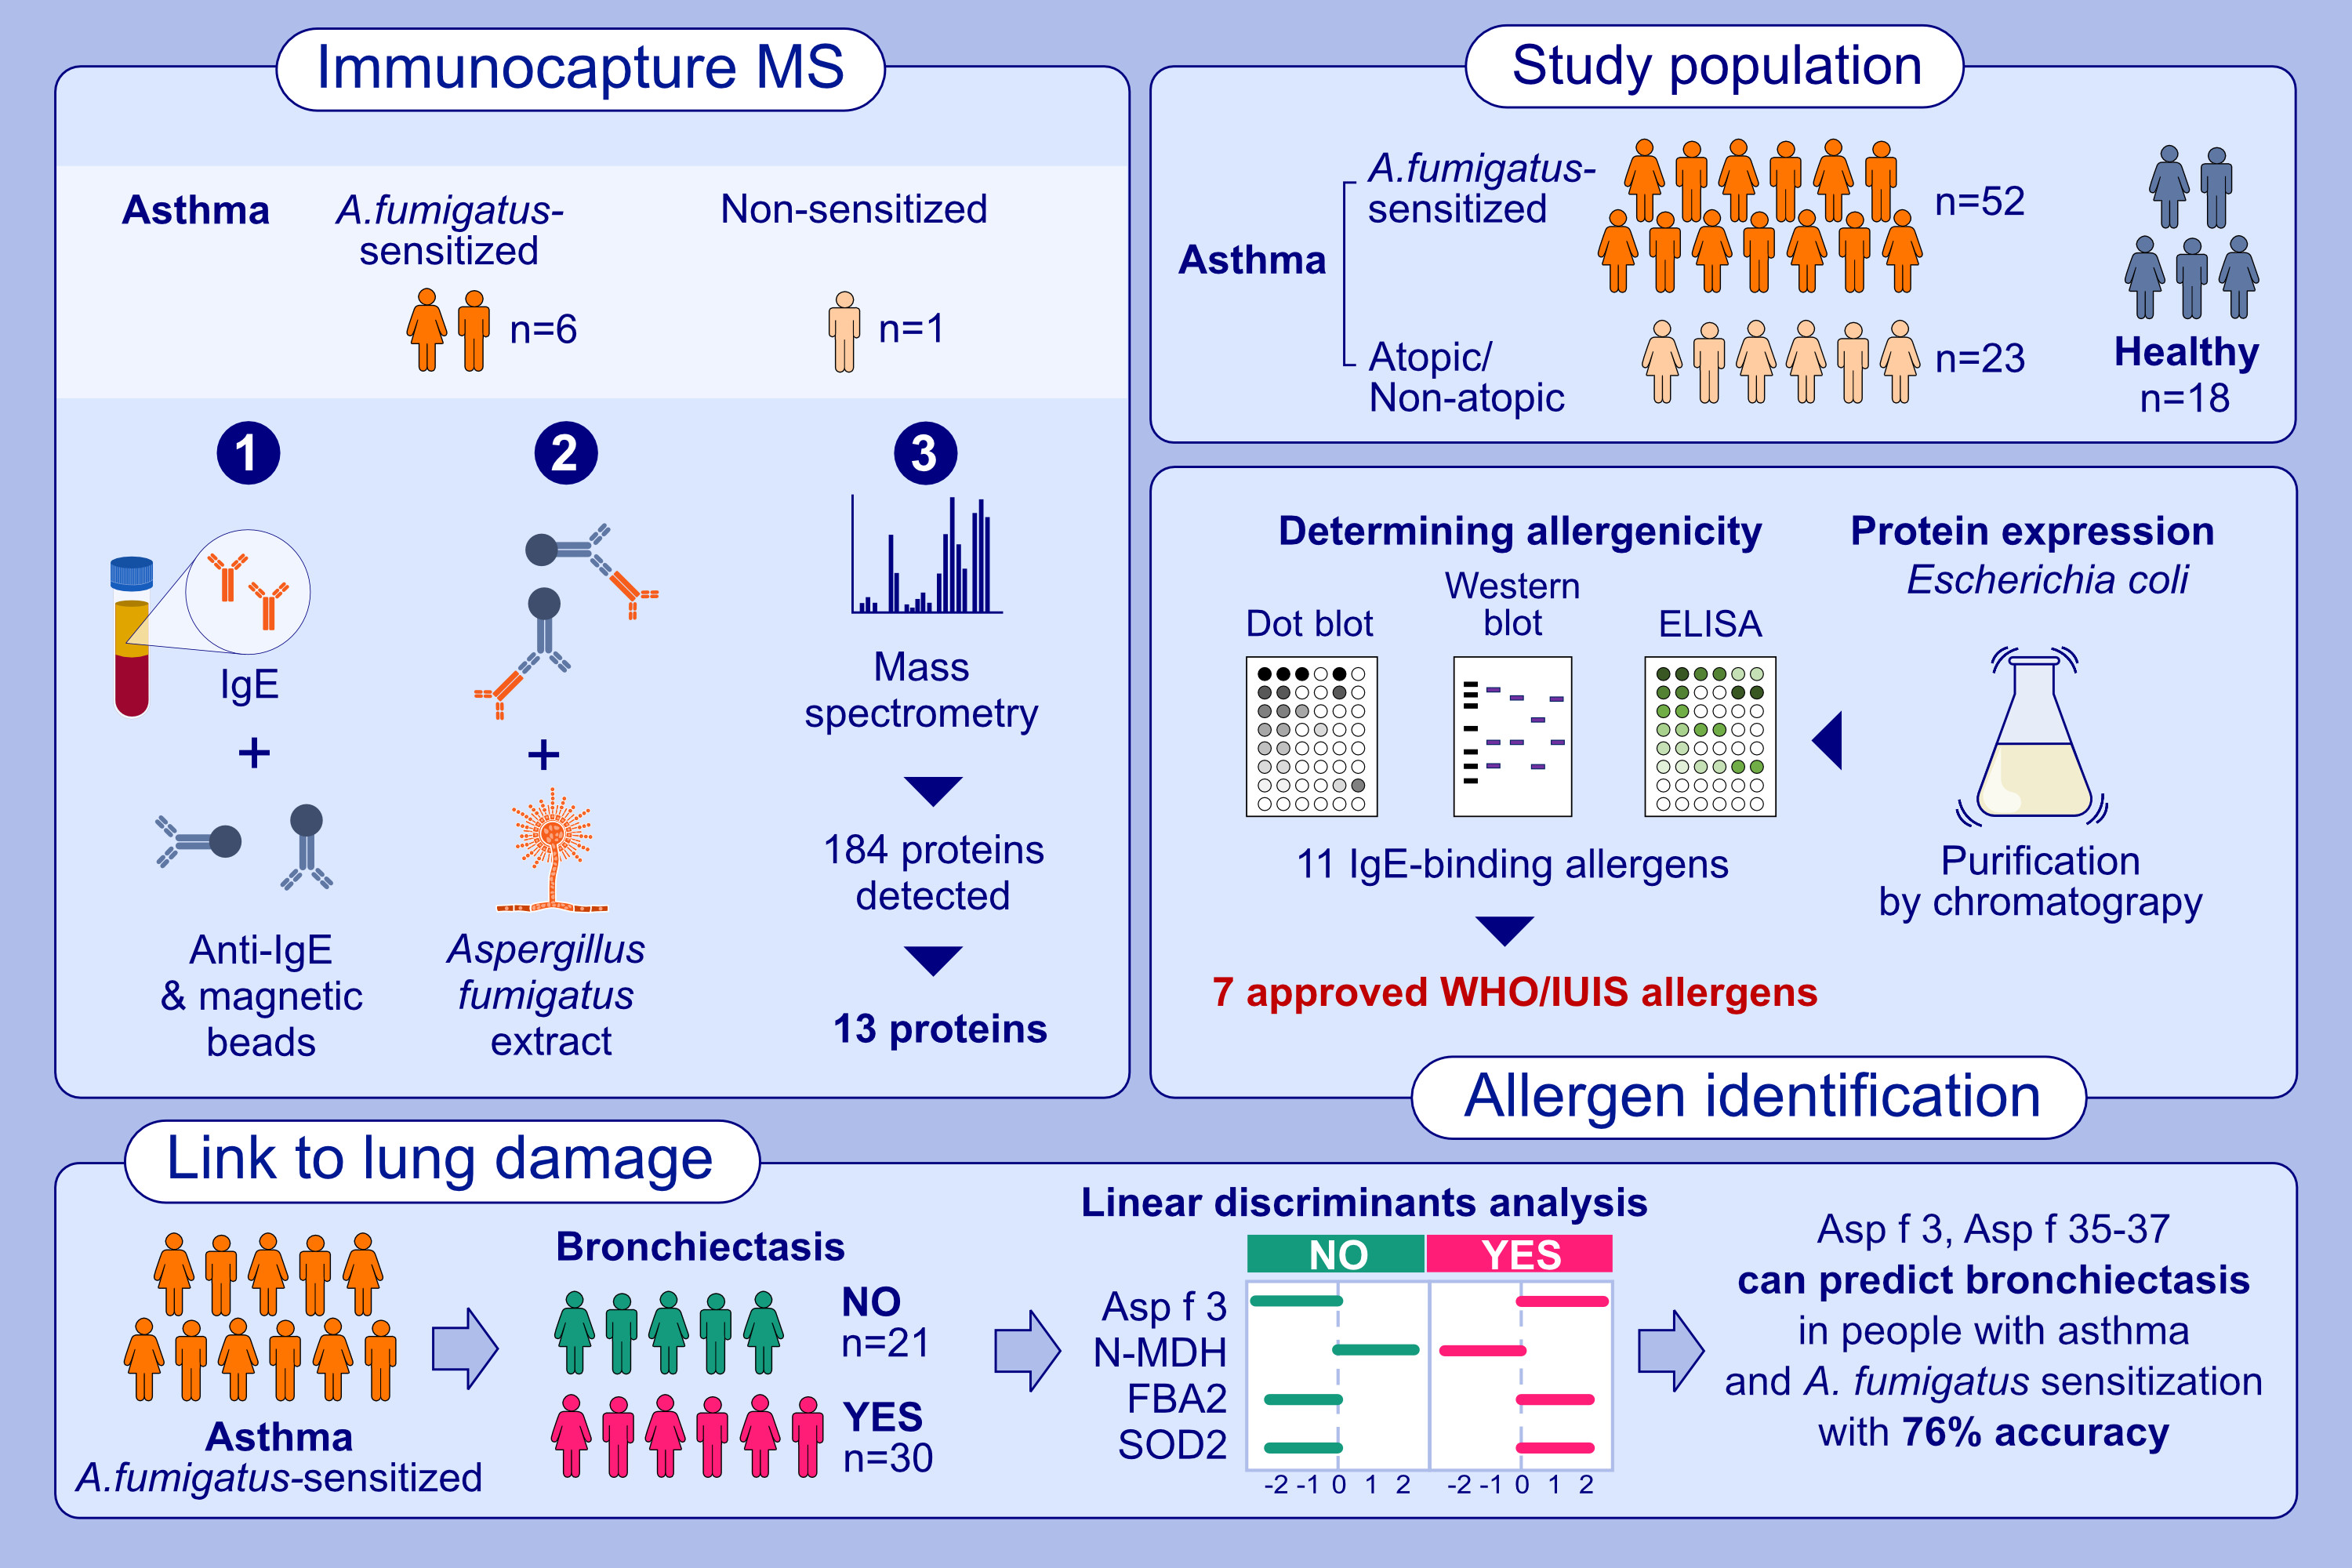 Immunocapture MS
Asthma
A.fumigatus-
sensitized
n=6
Non-sensitized
n=1
1
2
3
IgE
+
Anti-IgE
& magnetic
beads
+
Aspergillus
fumigatus
extract
Mass
spectrometry
184 proteins
detected
13 proteins
Study population
Asthma
A.fumigatus-
sensitized
n=52
Atopic/
Non-atopic
n=23
Healthy
n=18
Determining allergenicity
Dot blot
Western
blot
ELISA
11 IgE-binding allergens
7 approved WHO/IUIS allergens
Protein expression
Escherichia coli
Purification
by chromatograpy
Allergen identification
Link to lung damage
Asthma
A.fumigatus-sensitized
Bronchiectasis
NO
n=21
YES
n=30
Linear discriminants analysis
NO YES
Asp f 3
N-MDH
FBA2
SOD2
-2 -1 0 1 2 -2 -1 0 1 2
Asp f 3, Asp f 35-37
can predict bronchiectasis
in people with asthma
and A. fumigatus sensitization
with 76% accuracy